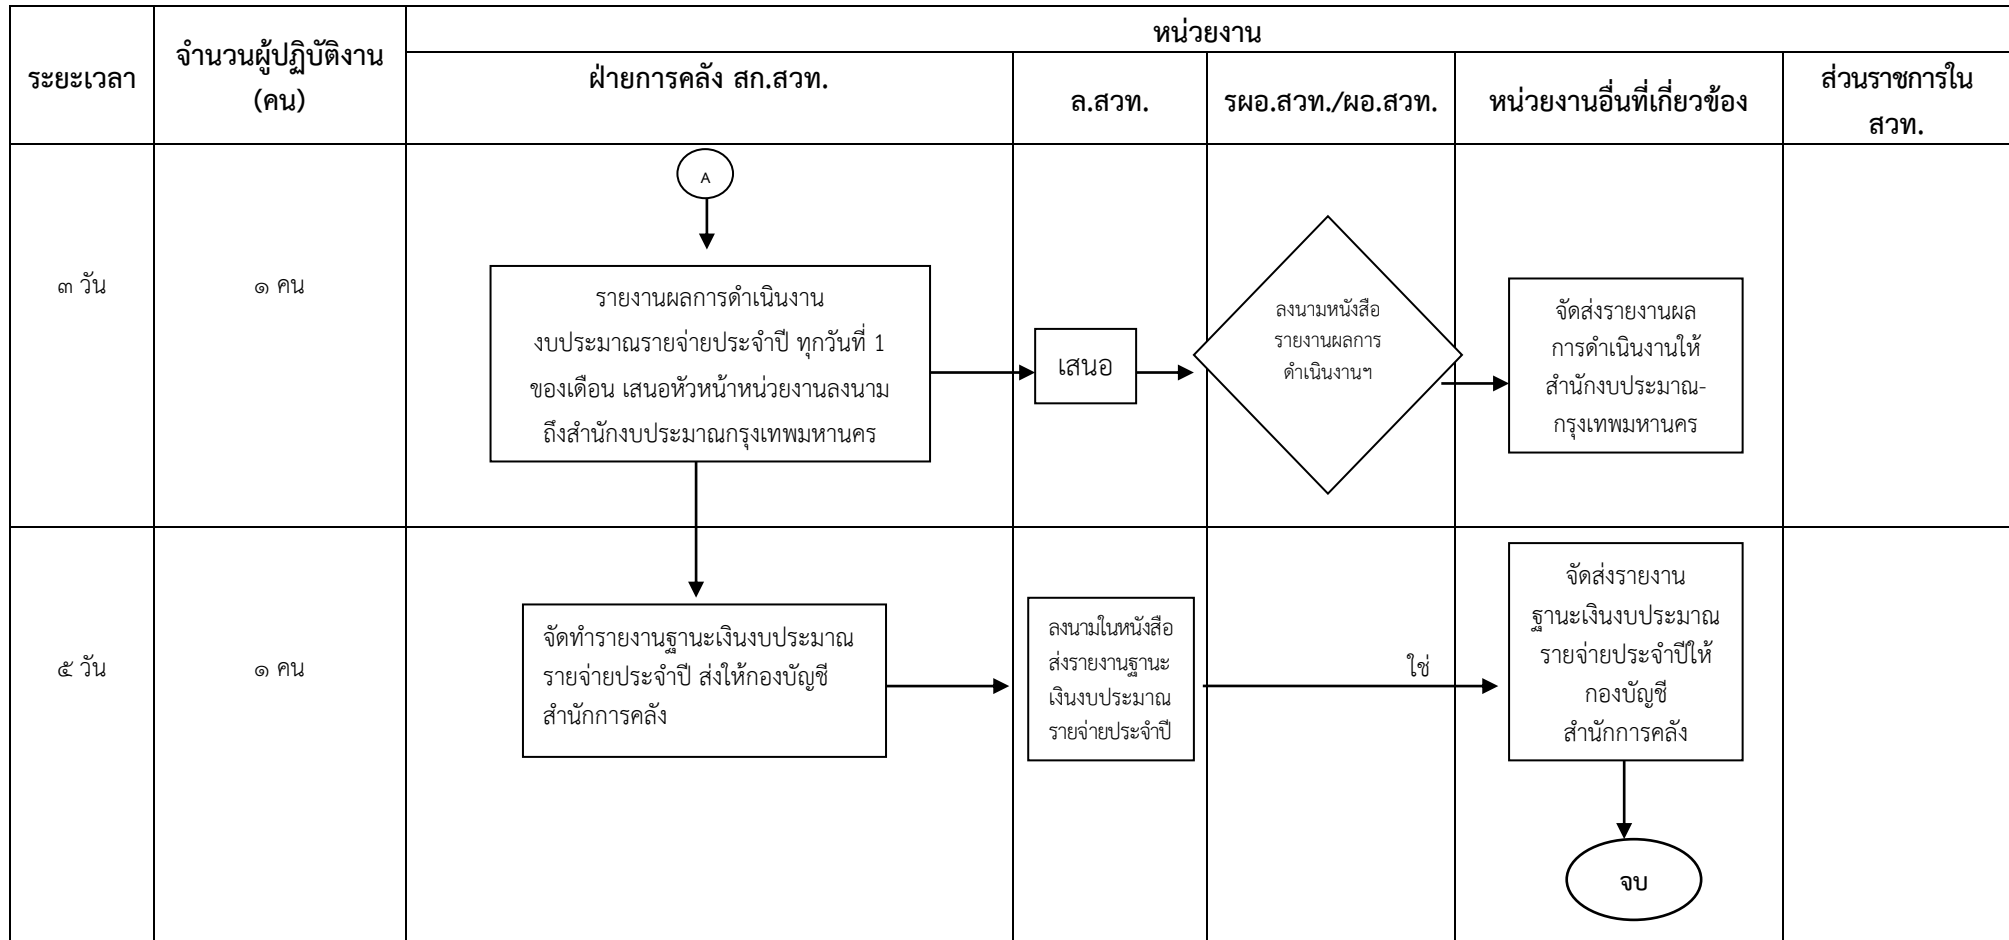 ระยะเวลา
จำนวนผู้ปฏิบัติงาน
(คน)
หน่วยงาน
ฝ่ายการคลัง สก.สวท.
ล.สวท.
รผอ.สวท./ผอ.สวท.
หน่วยงานอื่นที่เกี่ยวข้อง
ส่วนราชการใน
สวท.
๓ วัน
๑ คน
A
รายงานผลการดำเนินงาน
งบประมาณรายจ่ายประจำปี ทุกวันที่ 1
ของเดือน เสนอหัวหน้าหน่วยงานลงนาม
ถึงสำนักงบประมาณกรุงเทพมหานคร
เสนอ
ลงนามหนังสือ
รายงานผลการ
ดำเนินงานฯ
จัดส่งรายงานผล
การดำเนินงานให้
สำนักงบประมาณ-
กรุงเทพมหานคร
๕ วัน
๑ คน
จัดทำรายงานฐานะเงินงบประมาณ
รายจ่ายประจำปี ส่งให้กองบัญชี
สำนักการคลัง
ลงนามในหนังสือ
ส่งรายงานฐานะ
เงินงบประมาณ
รายจ่ายประจำปี
ใช่
จัดส่งรายงาน
ฐานะเงินงบประมาณ
รายจ่ายประจำปีให้
กองบัญชี
สำนักการคลัง
จบ